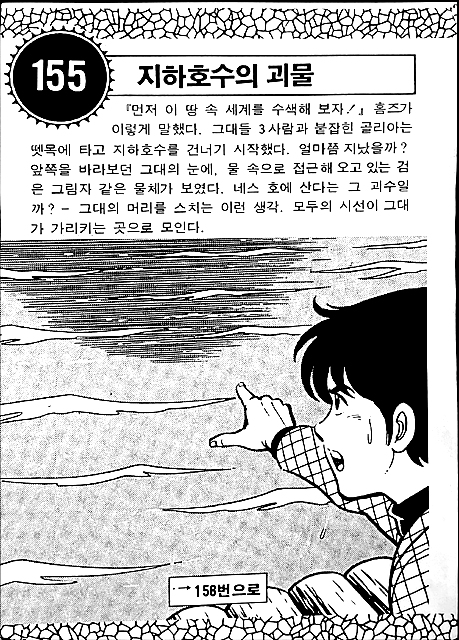 155
지하호수의 괴물
『먼저 이 땅 속 세계를 수색해 보자!』 홈즈가
이렇게 말했다. 그대들 3사람과 붙잡힌 골리아는
뗏목에 타고 지하호수를 건너기 시작했다. 얼마쯤 지났을까?
앞쪽을 바라보던 그대의 눈에, 물 속으로 접근해 오고 있는 검
은 그림자 같은 물체가 보였다. 네스 호에 산다는 그 괴수일
까? – 그대의 머리를 스치는 이런 생각. 모두의 시선이 그대
가 가리키는 곳으로 모인다.
→158번으로